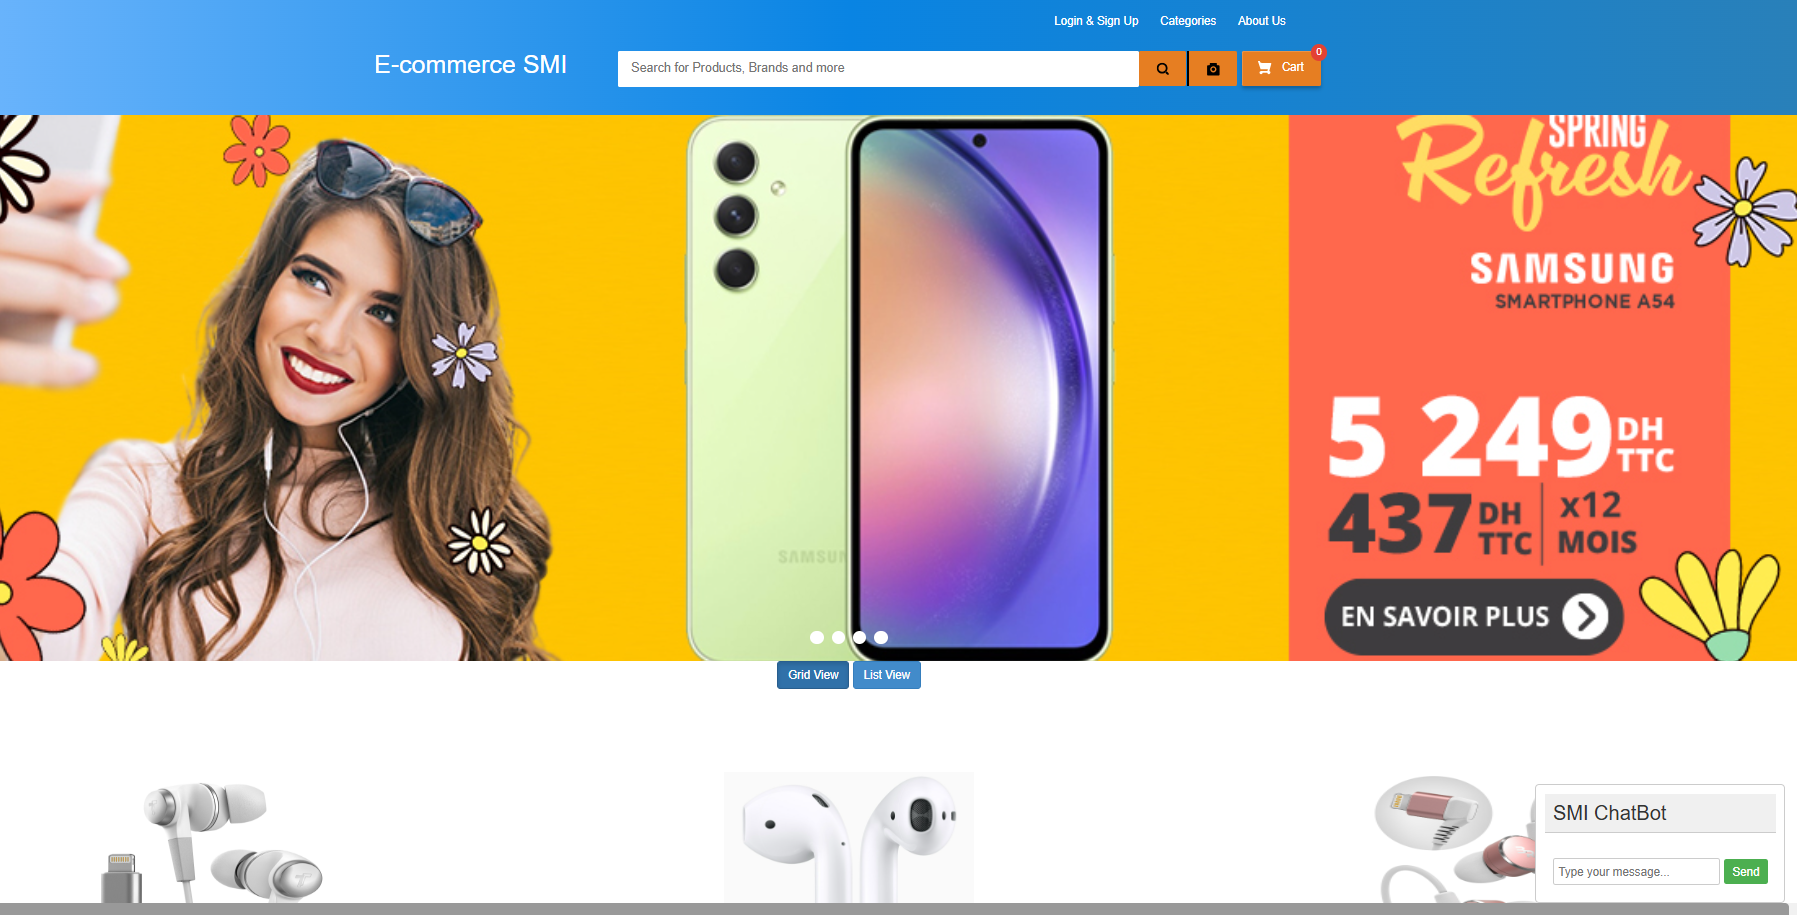 Login & Sign Up Categories About Us
E-commerce SMI
Search for Products, Brands and more
Cart
0
SPRING
Refresh
SAMSUNG
SMARTPHONE A54
5 249 DH TTC
437 DH TTC x12 MOIS
EN SAVOIR PLUS
SAMSUN
Grid View List View
SMI ChatBot
Type your message... Send